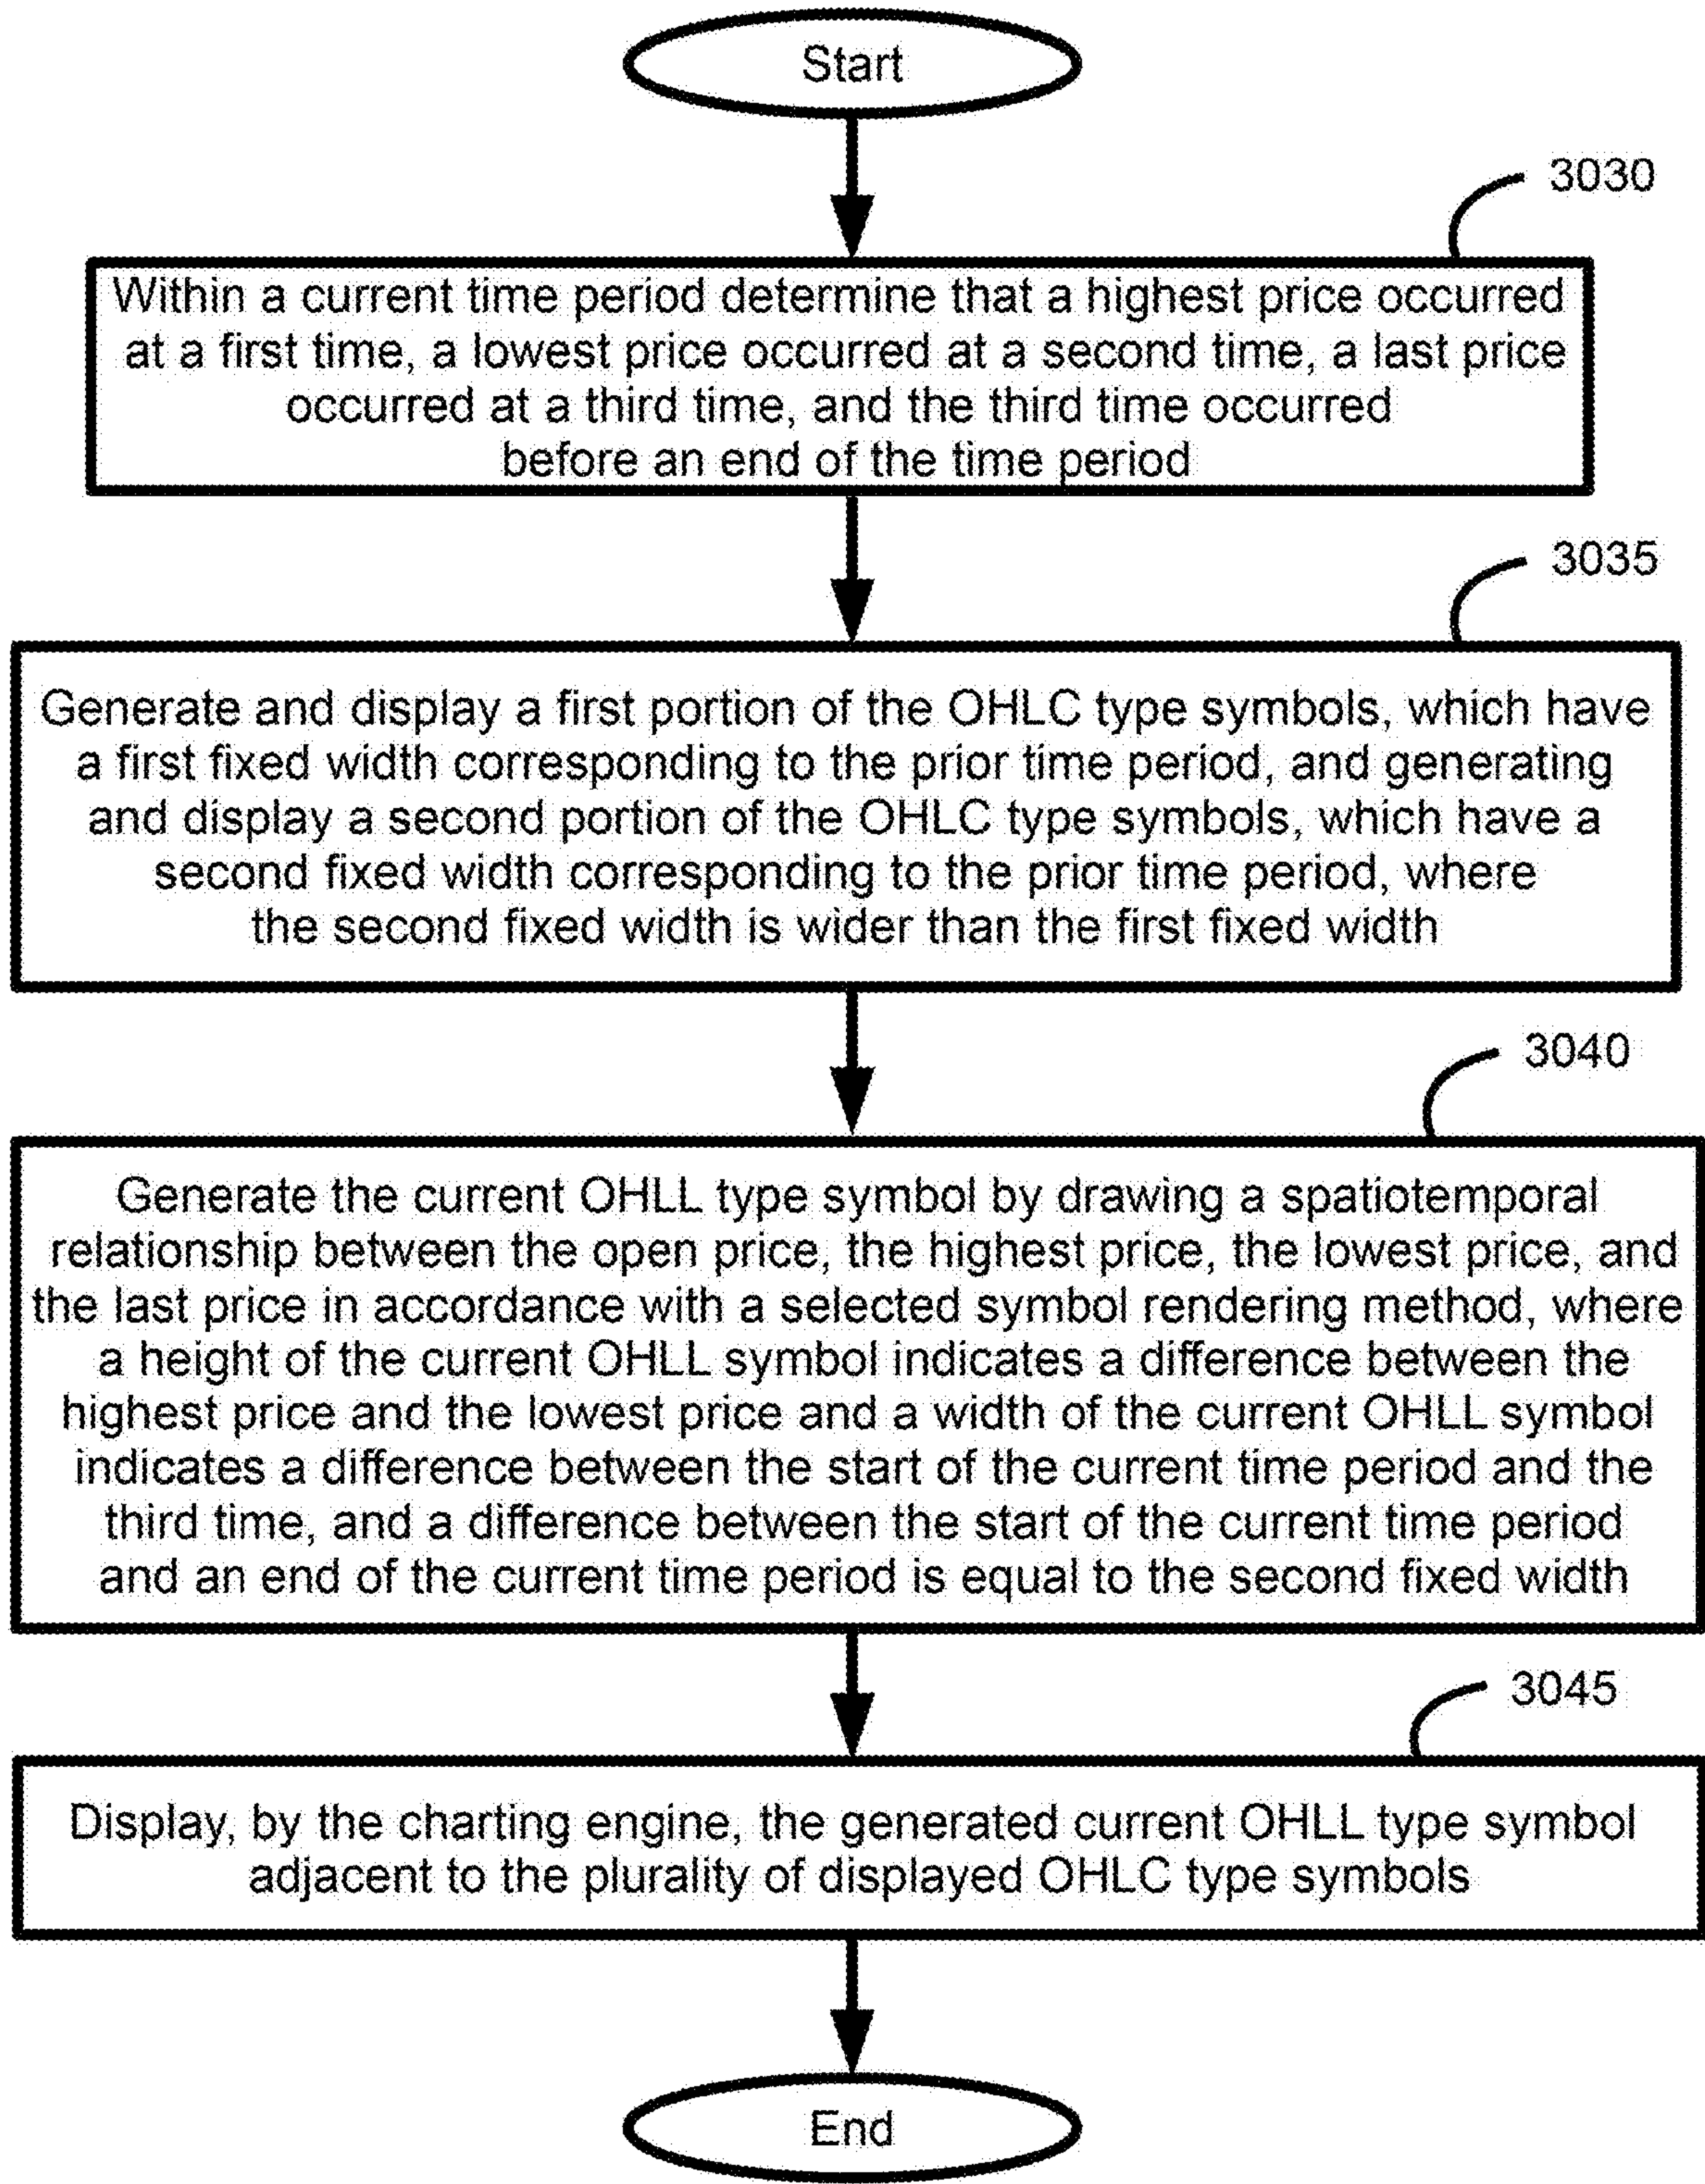 Start
3030
Within a current time period determine that a highest price occurred
at a first time, a lowest price occurred at a second time, a last price
occurred at a third time, and the third time occurred
before an end of the time period
3035
Generate and display a first portion of the OHLC type symbols, which have
a first fixed width corresponding to the prior time period, and generating
and display a second portion of the OHLC type symbols, which have a
second fixed width corresponding to the prior time period, where
the second fixed width is wider than the first fixed width
3040
Generate the current OHLL type symbol by drawing a spatiotemporal
relationship between the open price, the highest price, the lowest price, and
the last price in accordance with a selected symbol rendering method, where
a height of the current OHLL symbol indicates a difference between the
highest price and the lowest price and a width of the current OHLL symbol
indicates a difference between the start of the current time period and the
third time, and a difference between the start of the current time period
and an end of the current time period is equal to the second fixed width
3045
Display, by the charting engine, the generated current OHLL type symbol
adjacent to the plurality of displayed OHLC type symbols
End